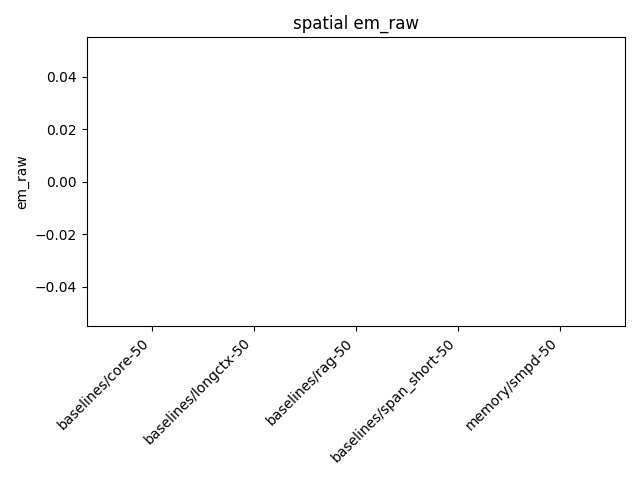 spatial em_raw
0.04
0.02
0.00
−0.02
−0.04
em_raw
baselines/core-50
baselines/longctx-50
baselines/rag-50
baselines/span_short-50
memory/smpd-50